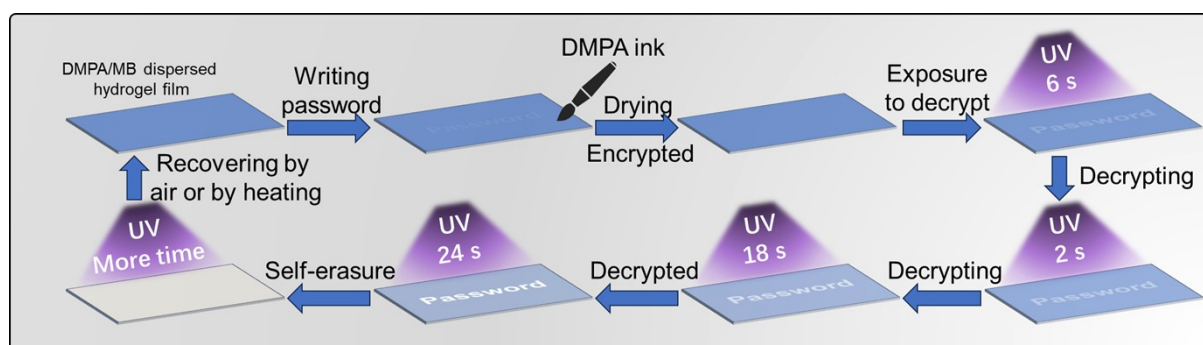 DMPA/MB dispersed
hydrogel film
Writing
password
Password
DMPA ink
Drying
Encrypted
Exposure
to decrypt
UV
6 s
Password
Decrypting
UV
2 s
Password
Decrypting
UV
18 s
Password
Decrypted
UV
24 s
Password
Self-erasure
UV
More time
Recovering by
air or by heating